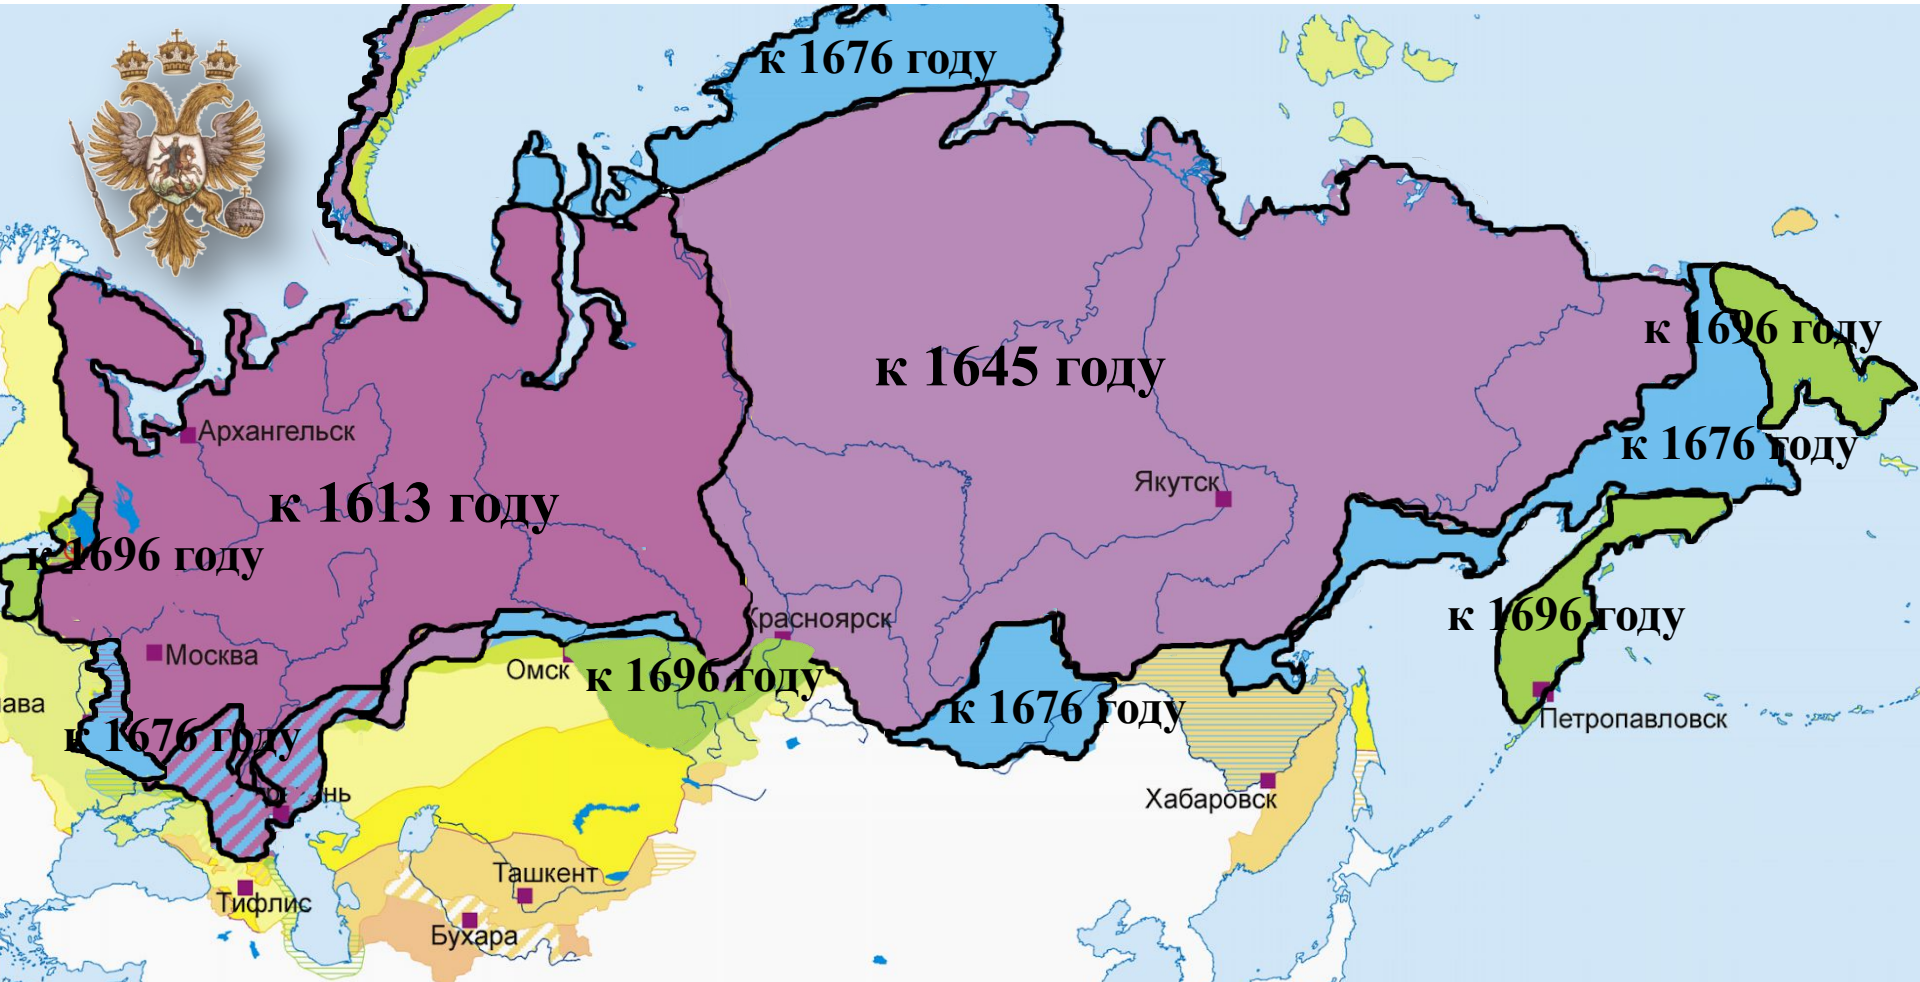 к 1676 году
к 1696 году
к 1645 году
к 1676 году
Архангельск
Якутск
к 1613 году
к 1696 году
Красноярск
к 1696 году
Москва
Омск
к 1696 году
к 1676 году
Петропавловск
к 1676 году
Хабаровск
Ташкент
Тифлис
Бухара